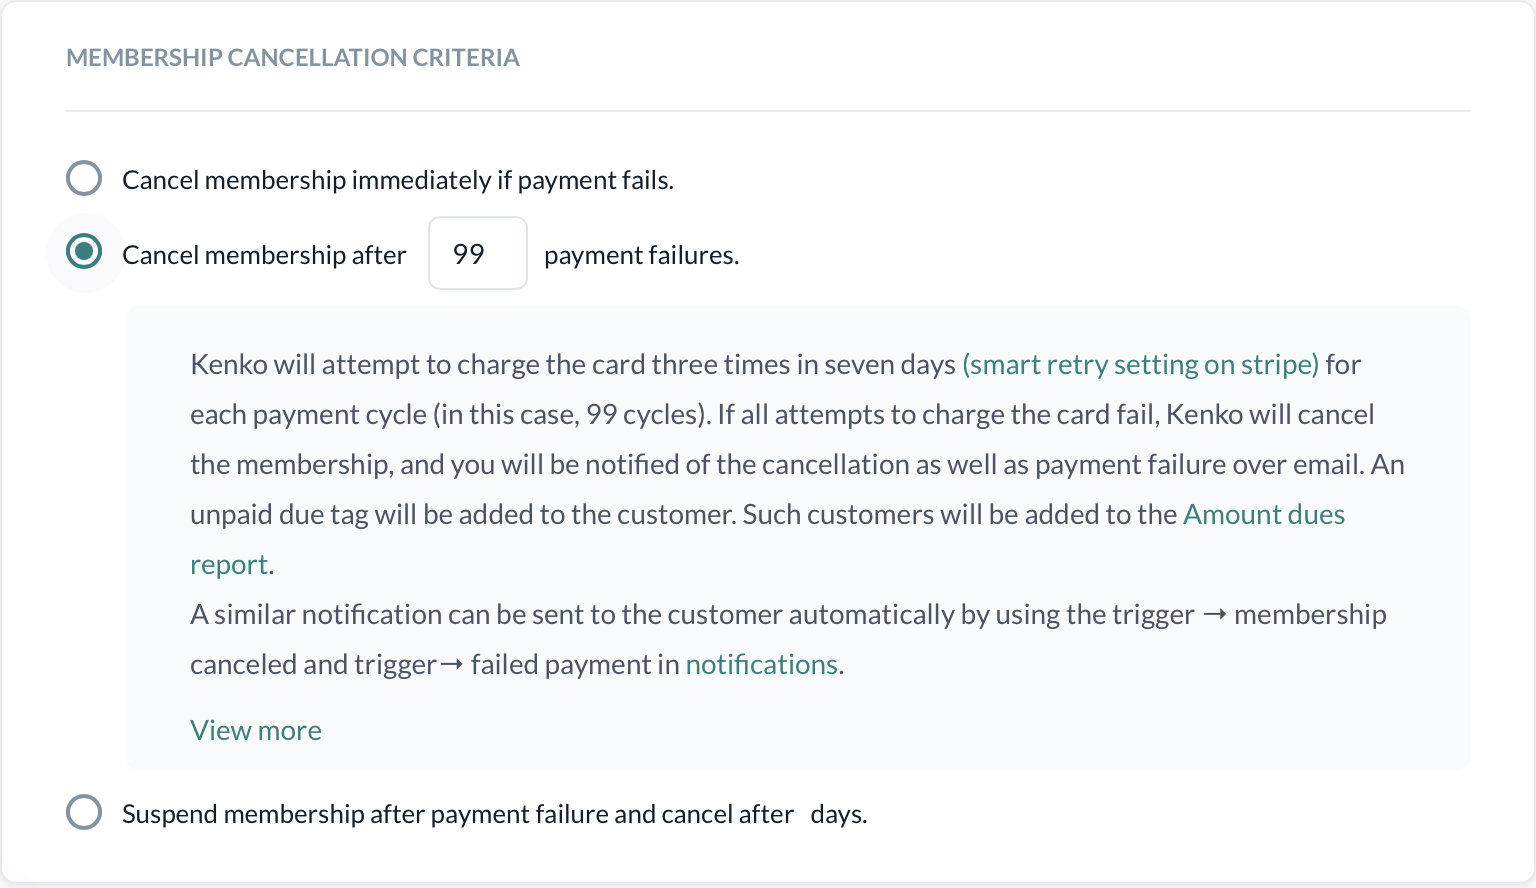 MEMBERSHIP CANCELLATION CRITERIA
Cancel membership immediately if payment fails.
Cancel membership after 99 payment failures.
Kenko will attempt to charge the card three times in seven days (smart retry setting on stripe) for
each payment cycle (in this case, 99 cycles). If all attempts to charge the card fail, Kenko will cancel
the membership, and you will be notified of the cancellation as well as payment failure over email. An
unpaid due tag will be added to the customer. Such customers will be added to the Amount dues
report.
A similar notification can be sent to the customer automatically by using the trigger → membership
canceled and trigger→ failed payment in notifications.
View more
Suspend membership after payment failure and cancel after days.